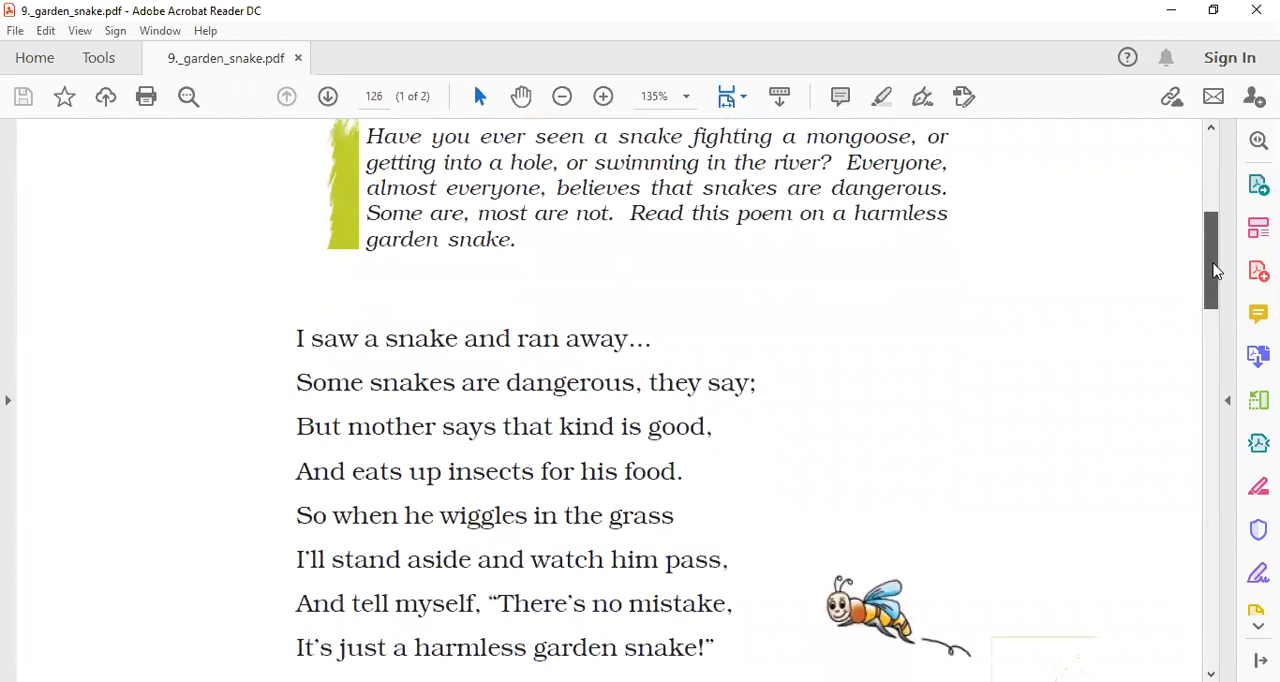 9._garden_snake.pdf - Adobe Acrobat Reader DC
File Edit View Sign Window Help
Home Tools 9._garden_snake.pdf × Sign In
126 (1 of 2) 135%
Have you ever seen a snake fighting a mongoose, or
getting into a hole, or swimming in the river? Everyone,
almost everyone, believes that snakes are dangerous.
Some are, most are not. Read this poem on a harmless
garden snake.
I saw a snake and ran away...
Some snakes are dangerous, they say;
But mother says that kind is good,
And eats up insects for his food.
So when he wiggles in the grass
I'll stand aside and watch him pass,
And tell myself, “There's no mistake,
It's just a harmless garden snake!”